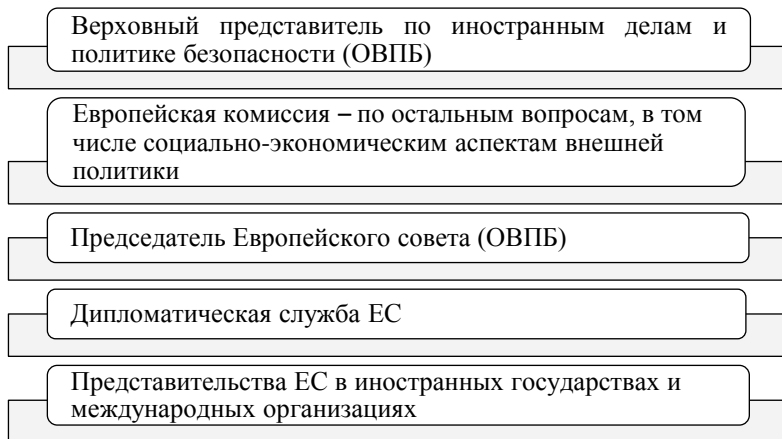 Верховный представитель по иностранным делам и
политике безопасности (ОВПБ)
Европейская комиссия – по остальным вопросам, в том
числе социально-экономическим аспектам внешней
политики
Председатель Европейского совета (ОВПБ)
Дипломатическая служба ЕС
Представительства ЕС в иностранных государствах и
международных организациях